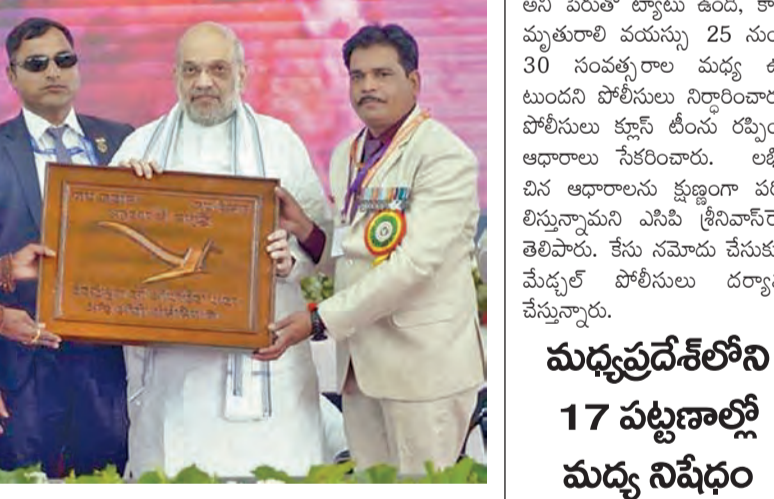 అని పేరుతో ట్యాటు ఉంది, కా
మృతురాలి వయస్సు 25 నుం
30 సంవత్సరాల మధ్య ఉ
టుందని పోలీసులు నిర్ధారించార
పోలీసులు క్లూస్ టీంను రప్పిం
ఆధారాలు సేకరించారు. లభి
చిన ఆధారాలను క్షుణ్ణంగా పరి
లిస్తున్నామని ఎసిపి శ్రీనివాస్‌రె
తెలిపారు. కేసు నమోదు చేసుకు
మేడ్చల్ పోలీసులు దర్యా
చేస్తున్నారు.
మధ్యప్రదేశ్‌లోని
17 పట్టణాల్లో
మద్య నిషేధం